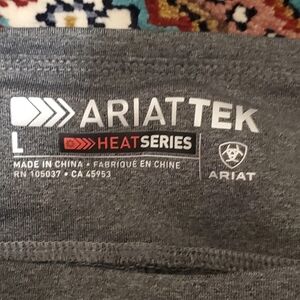 ARIATTEK
L HEATSERIES
MADE IN CHINA • FABRIQUÉ EN CHINE
RN 105037 • CA 45953
ARIAT